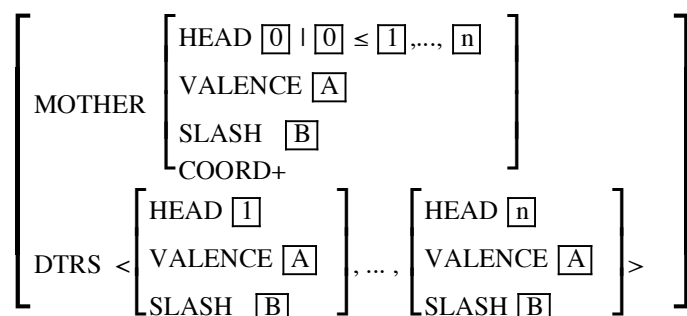 HEAD 0 | 0 ≤ 1,..., n
VALENCE A
MOTHER
SLASH B
COORD+
HEAD 1 HEAD n
DTRS < VALENCE A , ... , VALENCE A >
SLASH B SLASH B